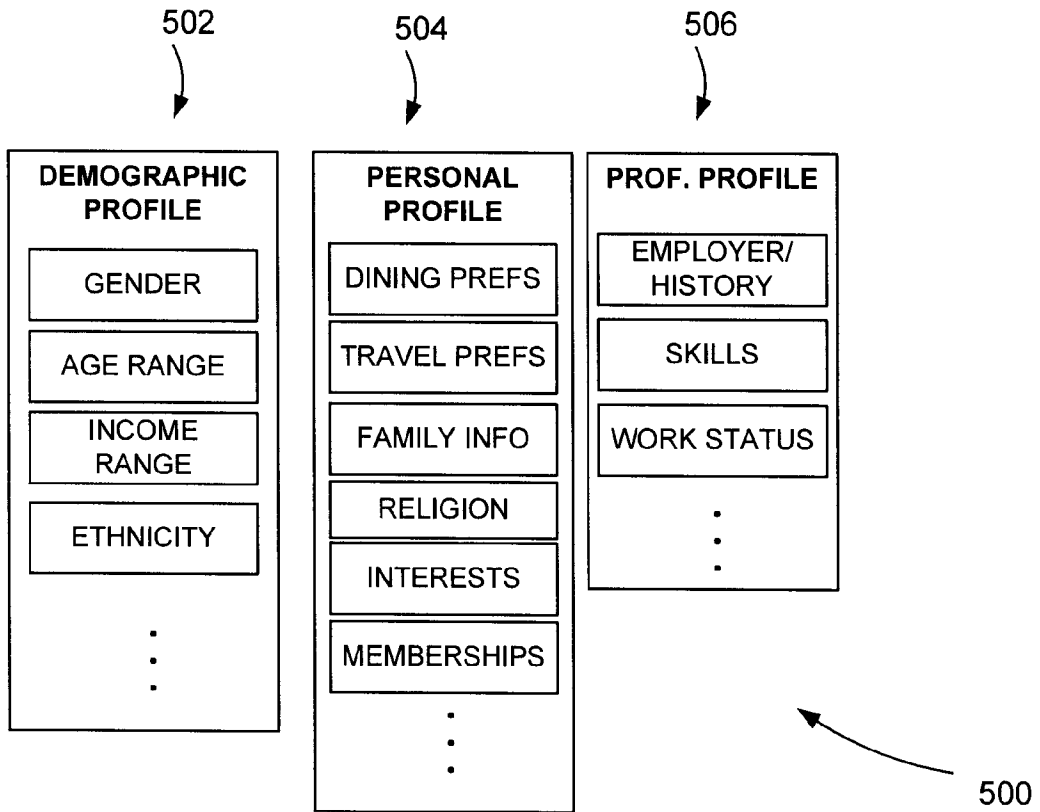 502
504
506
DEMOGRAPHIC
PROFILE
GENDER
AGE RANGE
INCOME
RANGE
ETHNICITY
PERSONAL
PROFILE
DINING PREFS
TRAVEL PREFS
FAMILY INFO
RELIGION
INTERESTS
MEMBERSHIPS
PROF. PROFILE
EMPLOYER/
HISTORY
SKILLS
WORK STATUS
500